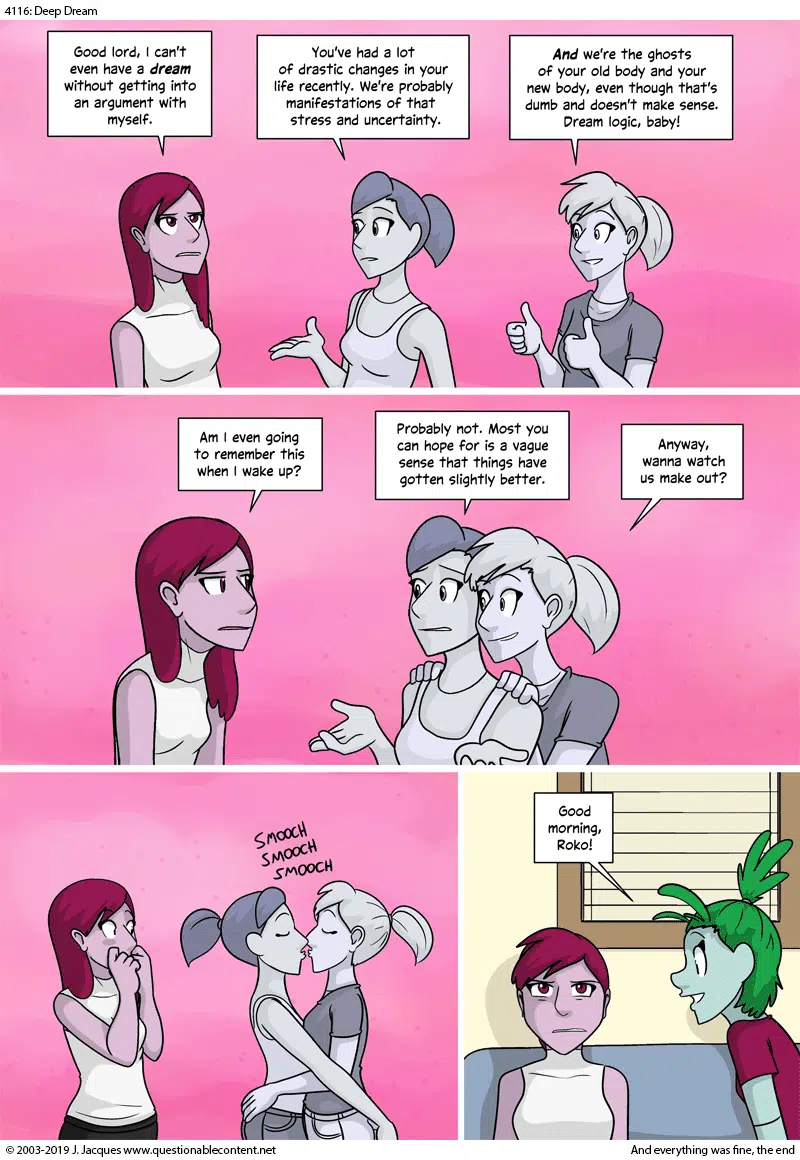 4116: Deep Dream
Good lord, I can't
even have a dream
without getting into
an argument with
myself.
You've had a lot
of drastic changes in your
life recently. We're probably
manifestations of that
stress and uncertainty.
And we're the ghosts
of your old body and your
new body, even though that's
dumb and doesn't make sense.
Dream logic, baby!
Am I even going
to remember this
when I wake up?
Probably not. Most you
can hope for is a vague
sense that things have
gotten slightly better.
Anyway,
wanna watch
us make out?
SMOOCH
SMOOCH
SMOOCH
Good
morning,
Roko!
© 2003-2019 J. Jacques www.questionablecontent.net
And everything was fine, the end